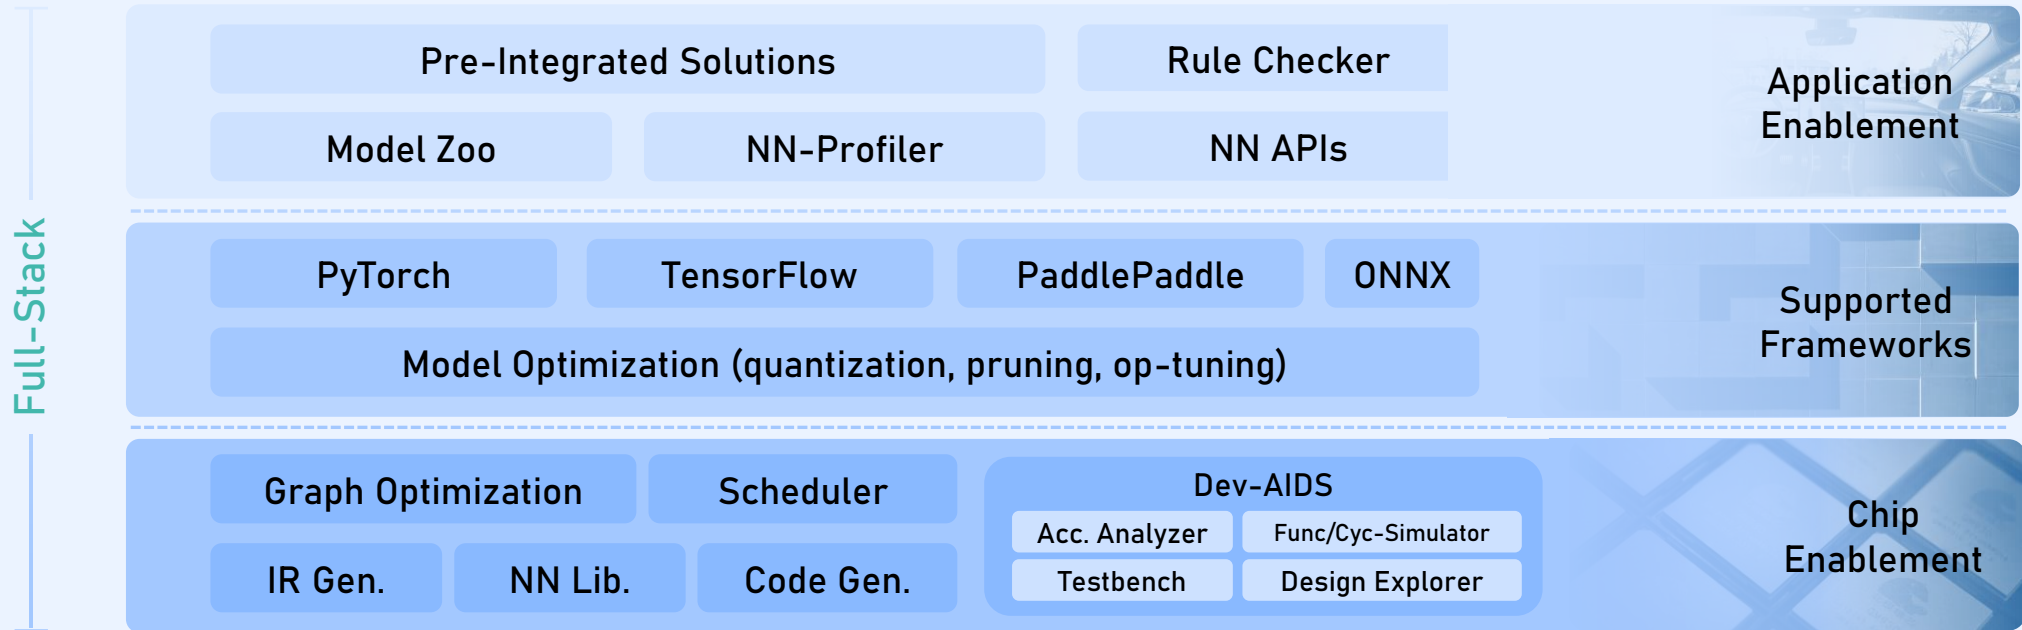 Full-Stack
Pre-Integrated Solutions
Rule Checker
Model Zoo
NN-Profiler
NN APIs
Application
Enablement
PyTorch
TensorFlow
PaddlePaddle
ONNX
Model Optimization (quantization, pruning, op-tuning)
Supported
Frameworks
Graph Optimization
Scheduler
IR Gen.
NN Lib.
Code Gen.
Dev-AIDS
Acc. Analyzer
Func/Cyc-Simulator
Testbench
Design Explorer
Chip
Enablement